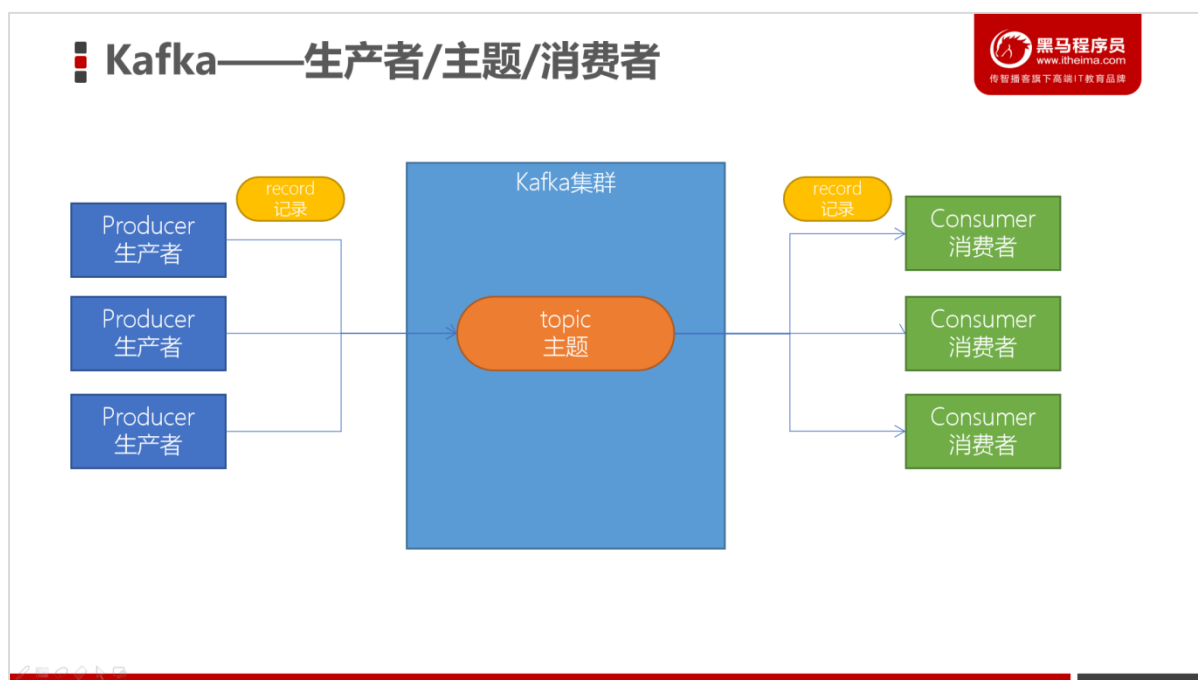 Kafka——生产者/主题/消费者
黑马程序员
www.itheima.com
传智播客旗下高端IT教育品牌
Kafka集群
record
记录
record
记录
Producer
生产者
Consumer
消费者
Producer
生产者
topic
主题
Consumer
消费者
Producer
生产者
Consumer
消费者